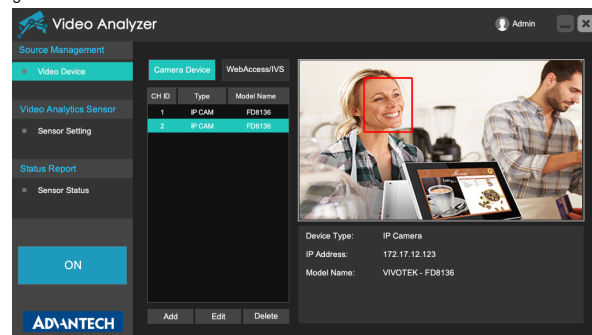 Video Analyzer
Admin
Source Management
Video Device
Camera Device
WebAccess/IVS
CH ID Type Model Name
1 IP CAM FD8136
2 IP CAM FD8136
Video Analytics Sensor
Sensor Setting
Status Report
Sensor Status
Menu
Device Type: IP Camera
IP Address: 172.17.12.123
Model Name: VIVOTEK - FD8136
ON
Add Edit Delete
ADVANTECH